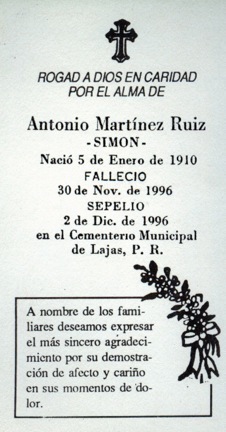 ROGAD A DIOS EN CARIDAD
POR EL ALMA DE
Antonio Martínez Ruiz
-SIMON-
Nació 5 de Enero de 1910
FALLECIO
30 de Nov. de 1996
SEPELIO
2 de Dic. de 1996
en el Cementerio Municipal
de Lajas, P. R.
A nombre de los fami-
liares deseamos expresar
el más sincero agradeci-
miento por su demostra-
ción de afecto y cariño
en sus momentos de do-
lor.